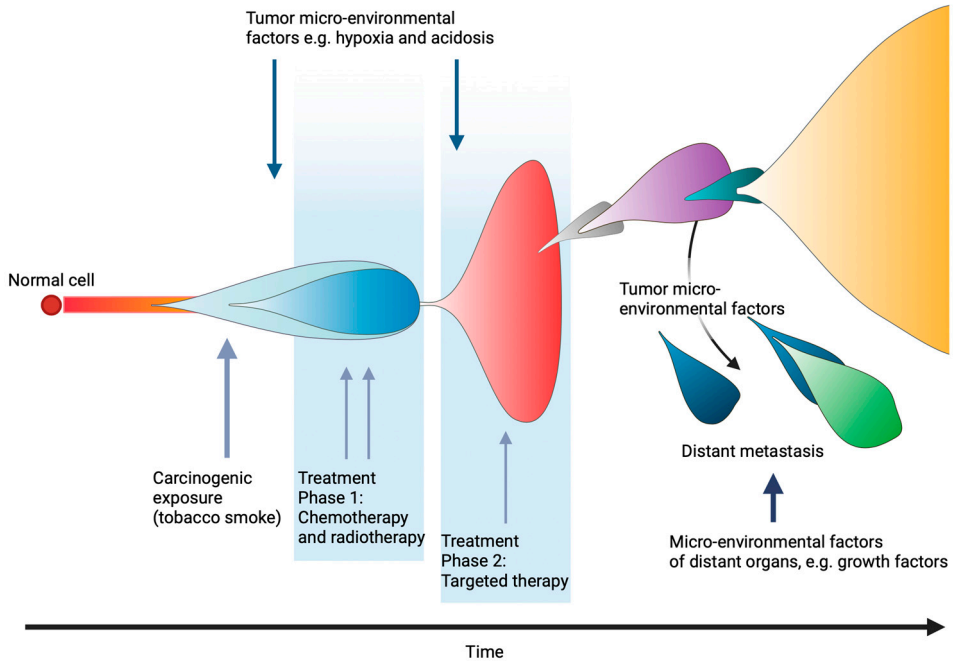 Tumor micro-environmental
factors e.g. hypoxia and acidosis
Normal cell
Tumor micro-
environmental factors
Distant metastasis
Carcinogenic
exposure
(tobacco smoke)
Treatment
Phase 1:
Chemotherapy
and radiotherapy
Treatment
Phase 2:
Targeted therapy
Micro-environmental factors
of distant organs, e.g. growth factors
Time